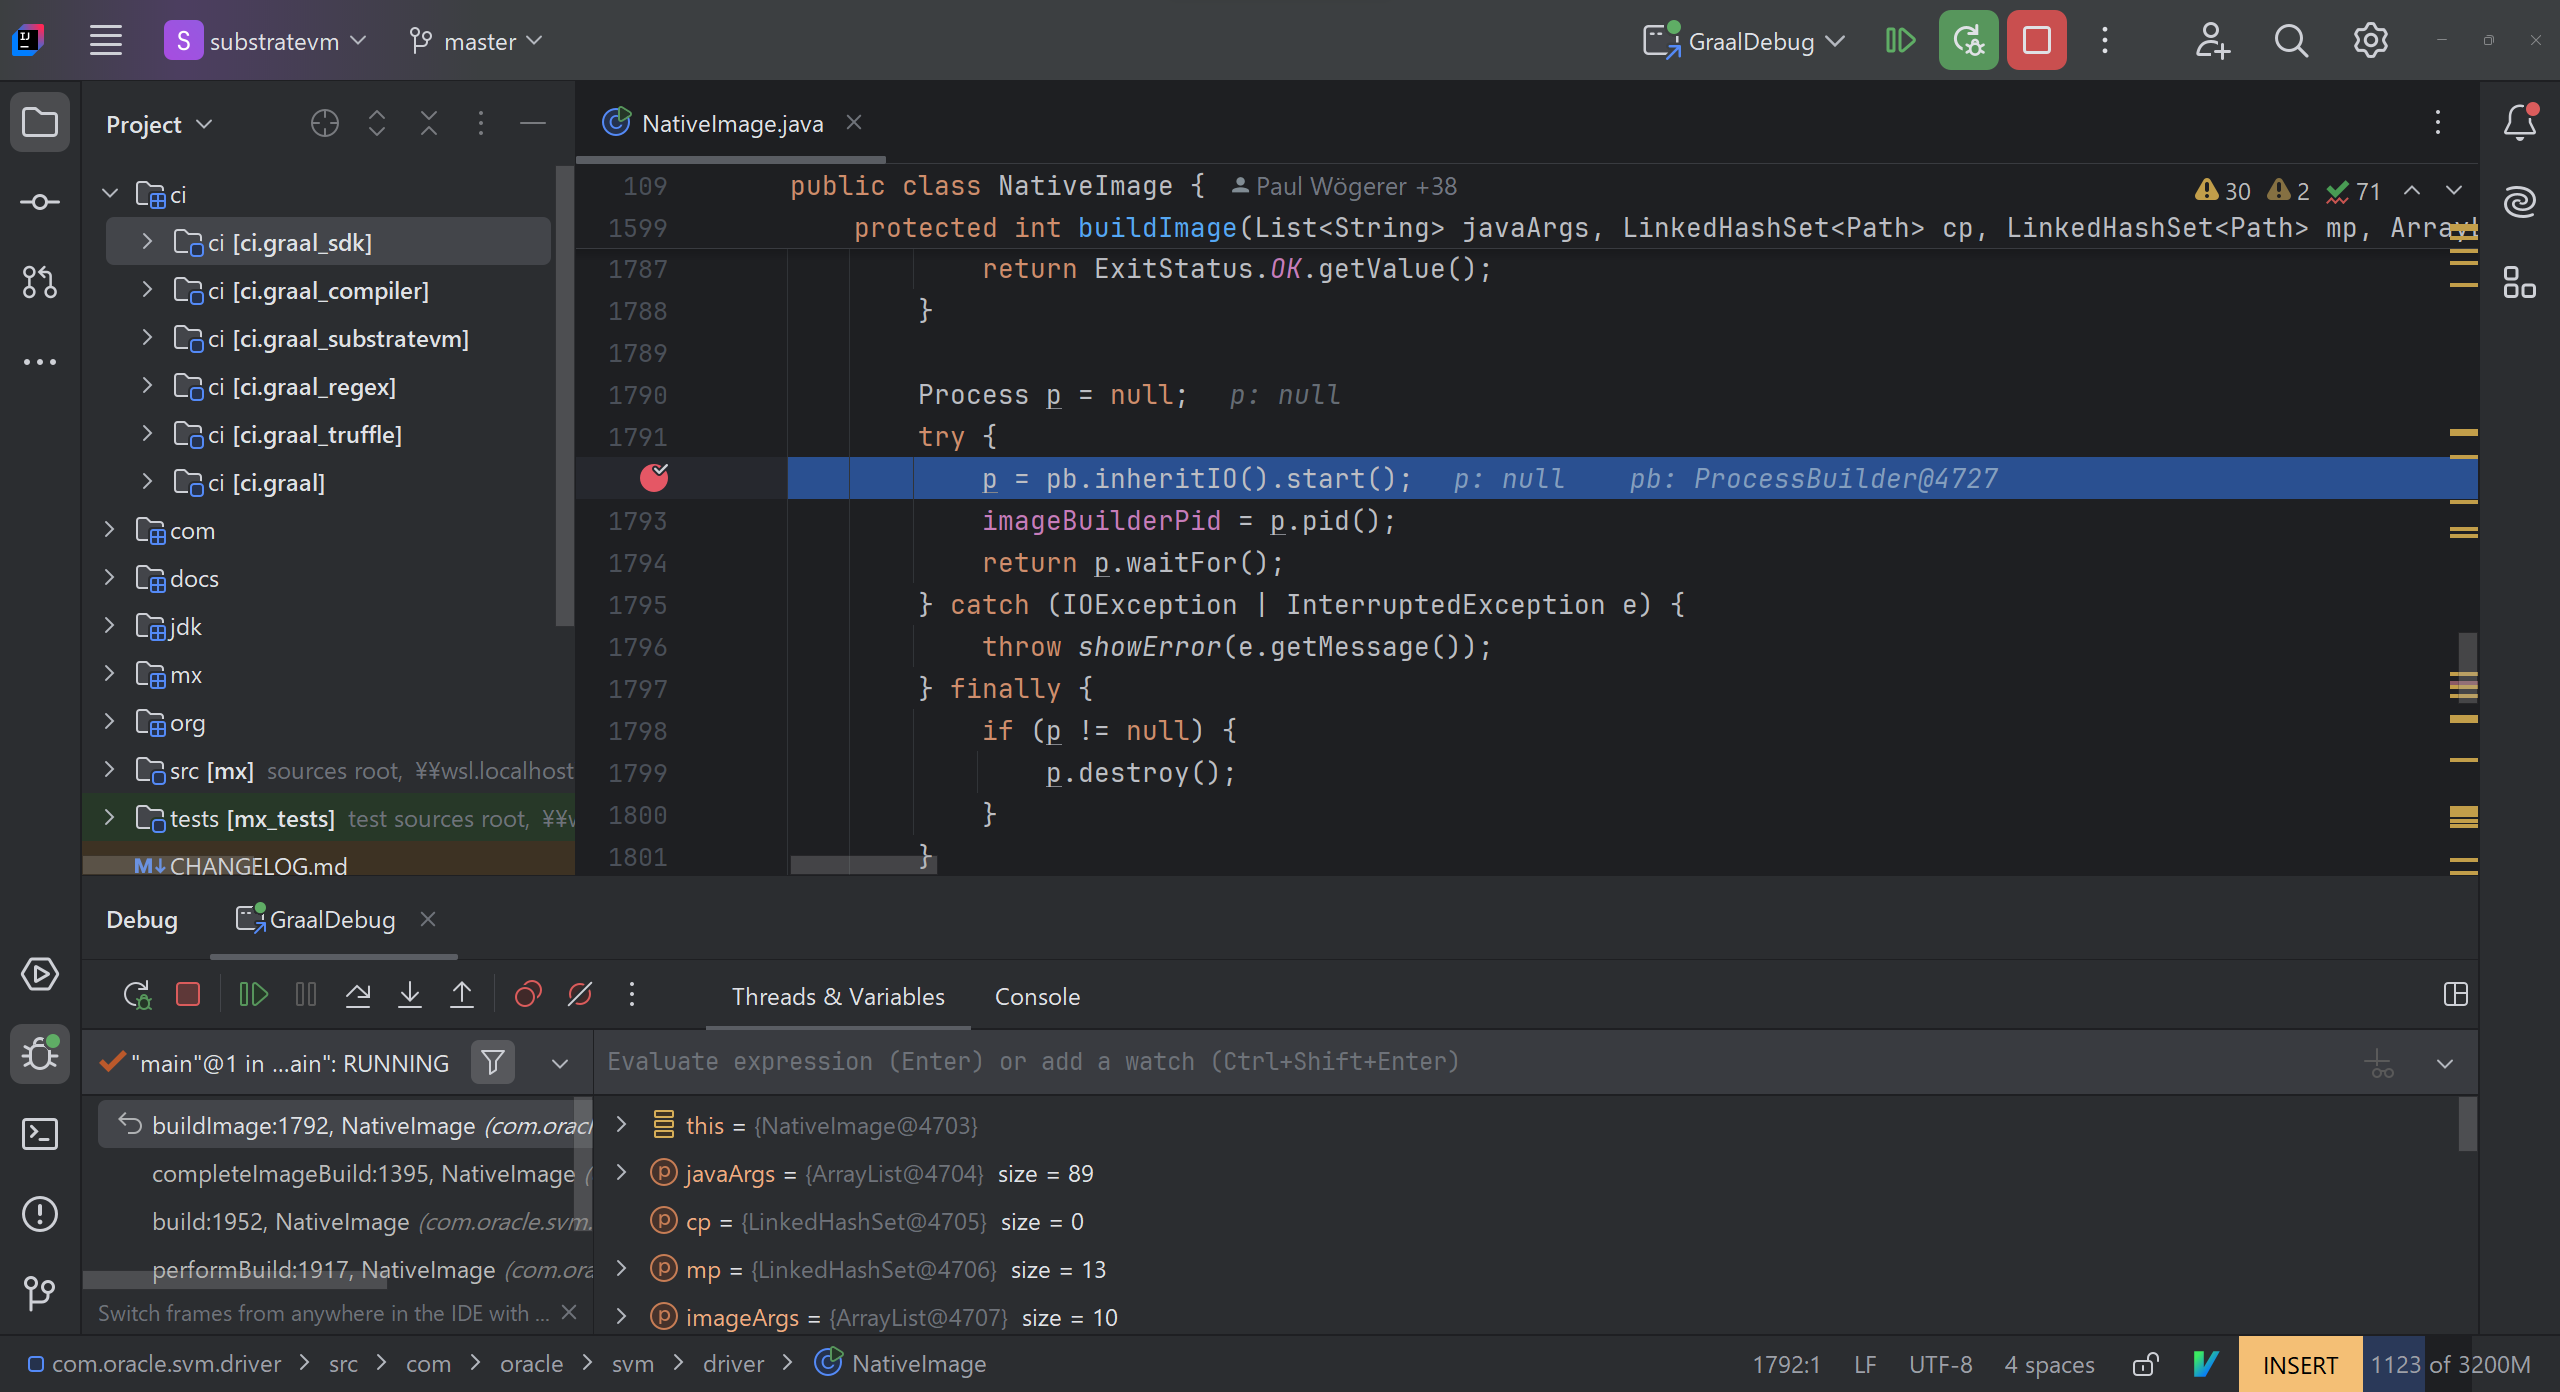 S substratevm master GraalDebug
Project
NativeImage.java
ci
ci [ci.graal_sdk]
ci [ci.graal_compiler]
ci [ci.graal_substratevm]
ci [ci.graal_regex]
ci [ci.graal_truffle]
ci [ci.graal]
com
docs
jdk
mx
org
src [mx] sources root, ¥¥wsl.localhost
tests [mx_tests] test sources root, ¥¥w
M↓ CHANGELOG.md
109 public class NativeImage { Paul Wögerer +38
30 2 71
1599 protected int buildImage(List<String> javaArgs, LinkedHashSet<Path> cp, LinkedHashSet<Path> mp, ArrayL
1787 return ExitStatus.OK.getValue();
1788 }
1789
1790 Process p = null; p: null
1791 try {
p = pb.inheritIO().start(); p: null pb: ProcessBuilder@4727
1793 imageBuilderPid = p.pid();
1794 return p.waitFor();
1795 } catch (IOException | InterruptedException e) {
1796 throw showError(e.getMessage());
1797 } finally {
1798 if (p != null) {
1799 p.destroy();
1800 }
1801 }
Debug GraalDebug
Threads & Variables Console
"main"@1 in ...ain": RUNNING
Evaluate expression (Enter) or add a watch (Ctrl+Shift+Enter)
buildImage:1792, NativeImage (com.oracl
completeImageBuild:1395, NativeImage (
build:1952, NativeImage (com.oracle.svm.
performBuild:1917, NativeImage (com.ora
Switch frames from anywhere in the IDE with ...
this = {NativeImage@4703}
javaArgs = {ArrayList@4704} size = 89
cp = {LinkedHashSet@4705} size = 0
mp = {LinkedHashSet@4706} size = 13
imageArgs = {ArrayList@4707} size = 10
com.oracle.svm.driver > src > com > oracle > svm > driver > NativeImage
1792:1 LF UTF-8 4 spaces INSERT 1123 of 3200M